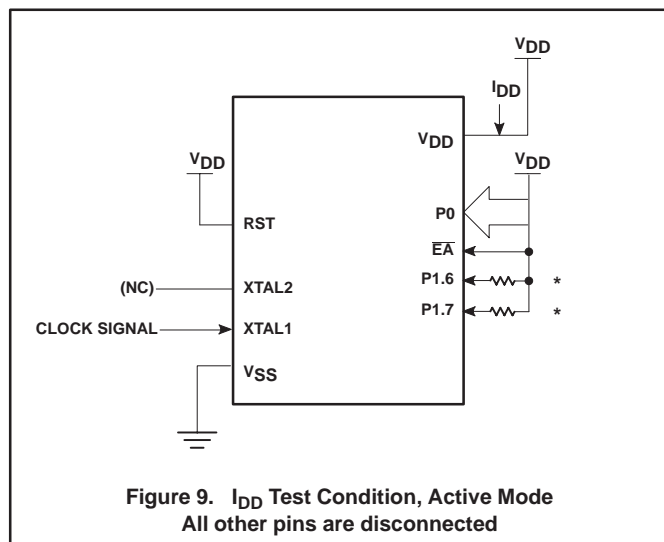 VDD
IDD
VDD
VDD
VDD
RST
P0
EA
P1.6 *
(NC)
XTAL2
P1.7 *
CLOCK SIGNAL
XTAL1
VSS
Figure 9. IDD Test Condition, Active Mode
All other pins are disconnected